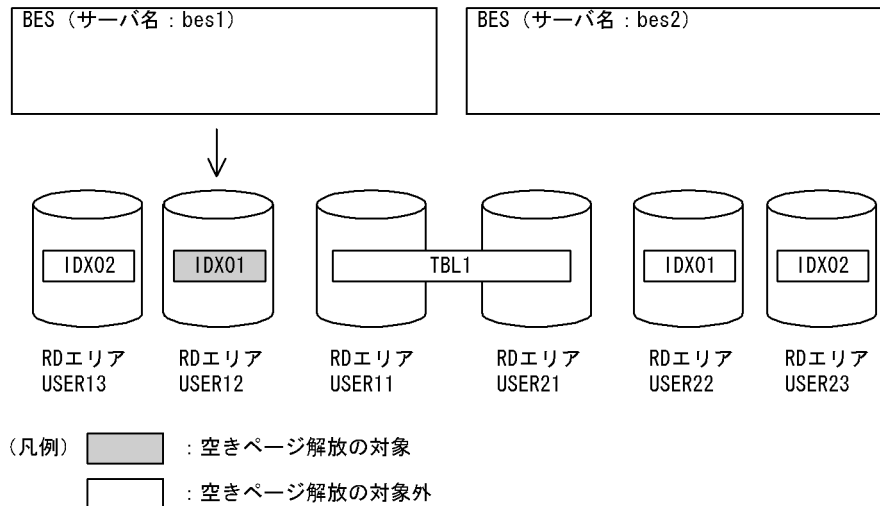 BES（サーバ名：bes1）
BES（サーバ名：bes2）
IDX02
IDX01
TBL1
IDX01
IDX02
RDエリア
USER13
RDエリア
USER12
RDエリア
USER11
RDエリア
USER21
RDエリア
USER22
RDエリア
USER23
（凡例）
：空きページ解放の対象
：空きページ解放の対象外